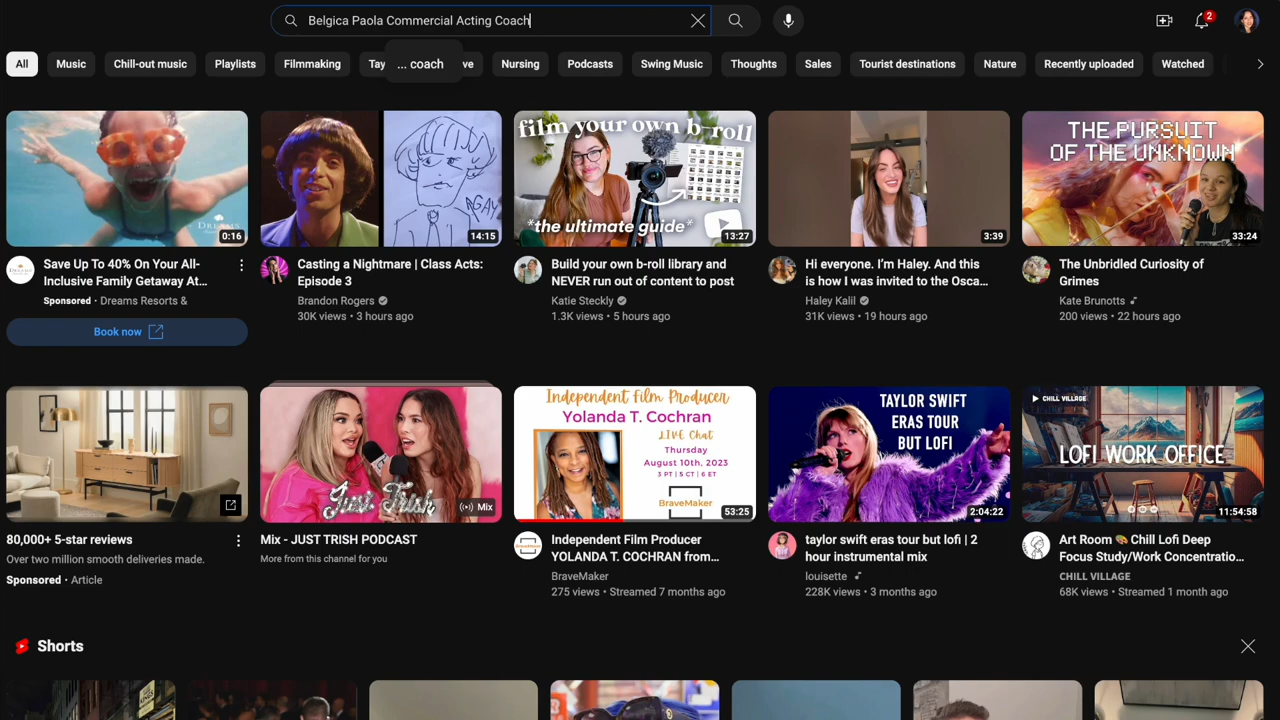 Belgica Paola Commercial Acting Coach
2
All
Music
Chill-out music
Playlists
Filmmaking
Tay
... coach
ve
Nursing
Podcasts
Swing Music
Thoughts
Sales
Tourist destinations
Nature
Recently uploaded
Watched
DREAMS
0:16
14:15
film your own b-roll
*the ultimate guide*
13:27
3:39
THE PURSUIT
OF THE UNKNOWN
33:24
Save Up To 40% On Your All-
Inclusive Family Getaway At...
Sponsored • Dreams Resorts &
Book now
Casting a Nightmare | Class Acts:
Episode 3
Brandon Rogers
30K views • 3 hours ago
Build your own b-roll library and
NEVER run out of content to post
Katie Steckly
1.3K views • 5 hours ago
Hi everyone. I'm Haley. And this
is how I was invited to the Osca...
Haley Kalil
31K views • 19 hours ago
The Unbridled Curiosity of
Grimes
Kate Brunotts
200 views • 22 hours ago
Just Trish
Mix
Independent Film Producer
Yolanda T. Cochran
LIVE Chat
Thursday
August 10th, 2023
3 PT | 5 CT | 6 ET
BraveMaker
53:25
TAYLOR SWIFT
ERAS TOUR
BUT LOFI
2:04:22
CHILL VILLAGE
LOFI WORK OFFICE
11:54:58
80,000+ 5-star reviews
Over two million smooth deliveries made.
Sponsored • Article
Mix - JUST TRISH PODCAST
More from this channel for you
Independent Film Producer
YOLANDA T. COCHRAN from...
BraveMaker
275 views • Streamed 7 months ago
taylor swift eras tour but lofi | 2
hour instrumental mix
louisette
228K views • 3 months ago
Art Room 🎨 Chill Lofi Deep
Focus Study/Work Concentratio...
CHILL VILLAGE
68K views • Streamed 1 month ago
Shorts